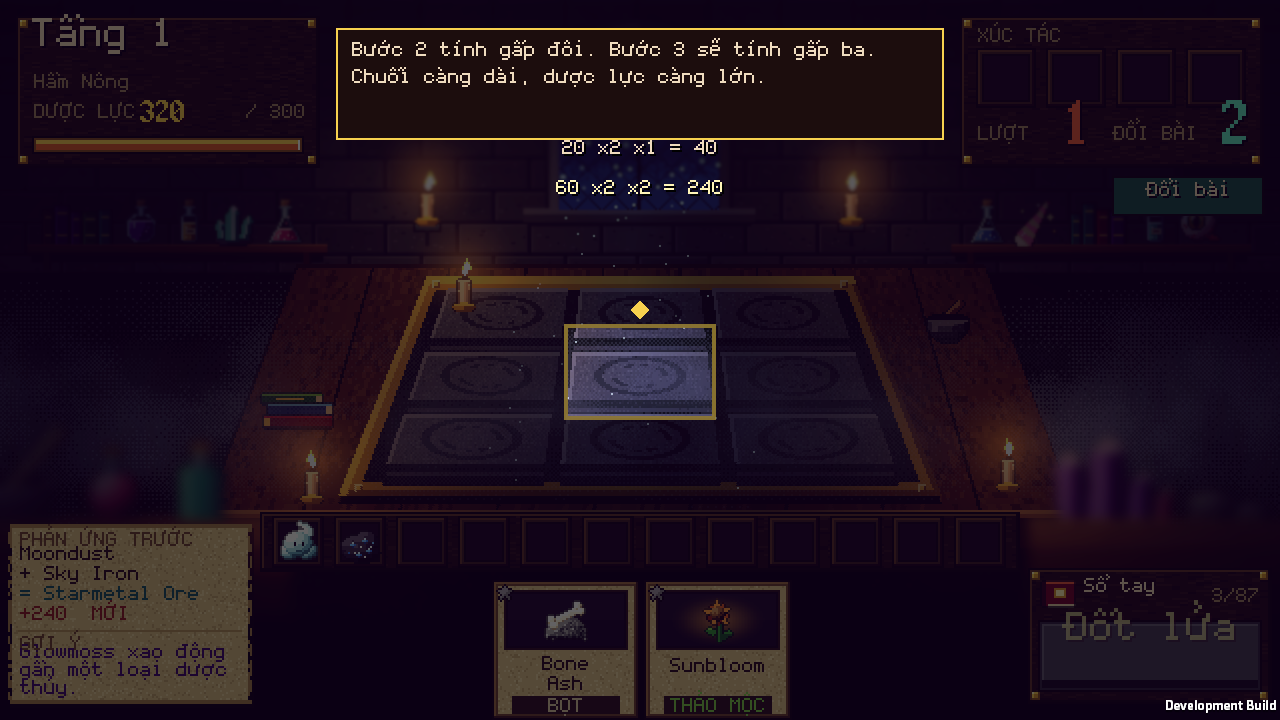 Tầng 1
Hầm Nông
DƯỢC LỰC 320 / 300
Bước 2 tính gấp đôi. Bước 3 sẽ tính gấp ba.
Chuỗi càng dài, dược lực càng lớn.
20 x2 x1 = 40
60 x2 x2 = 240
XÚC TÁC
LƯỢT 1 ĐỔI BÀI 2
Đổi bài
PHẢN ỨNG TRƯỚC
Moondust
+ Sky Iron
= Starmetal Ore
+240 MỚI
GỢI Ý
Glowmoss xao động
gần một loại dược
thủy.
Bone
Ash
BỘT
Sunbloom
THẢO MỘC
Sổ tay
3/87
Đốt lửa
Development Build